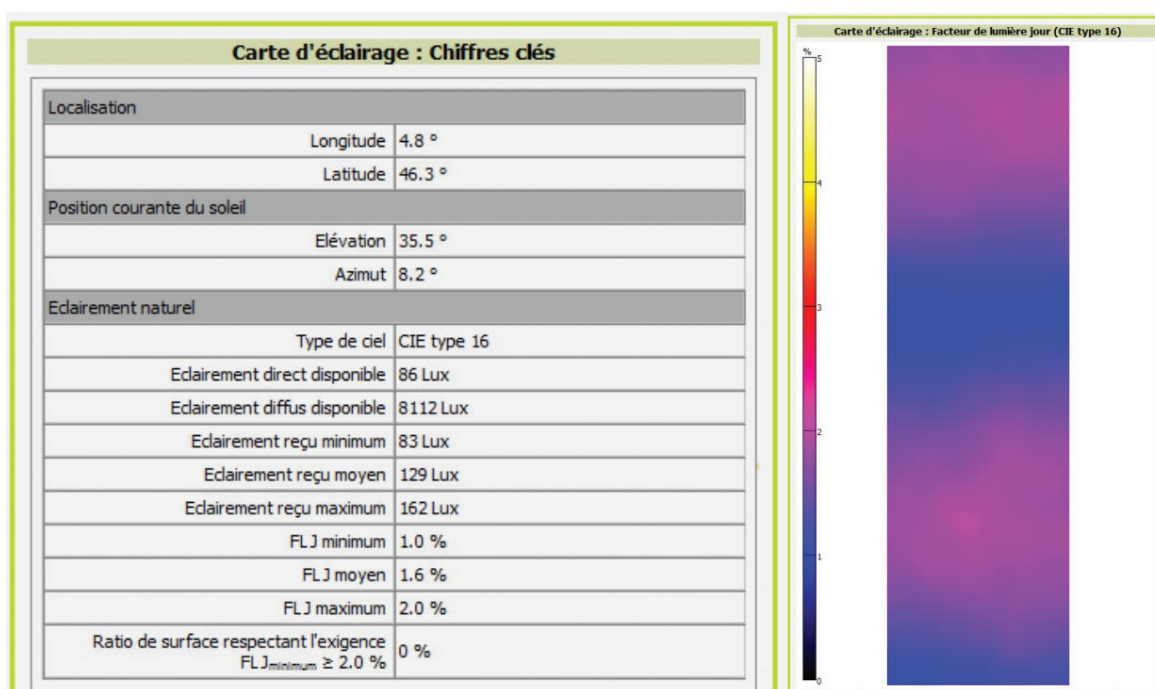 Carte d'éclairage : Chiffres clés
Localisation
Longitude 4.8 °
Latitude 46.3 °
Position courante du soleil
Elévation 35.5 °
Azimut 8.2 °
Eclairement naturel
Type de ciel CIE type 16
Eclairement direct disponible 86 Lux
Eclairement diffus disponible 8112 Lux
Eclairement reçu minimum 83 Lux
Eclairement reçu moyen 129 Lux
Eclairement reçu maximum 162 Lux
FLJ minimum 1.0 %
FLJ moyen 1.6 %
FLJ maximum 2.0 %
Ratio de surface respectant l'exigence
FLJminimum ≥ 2.0 % 0 %
Carte d'éclairage : Facteur de lumière jour (CIE type 16)
%
5
4
3
2
1
0